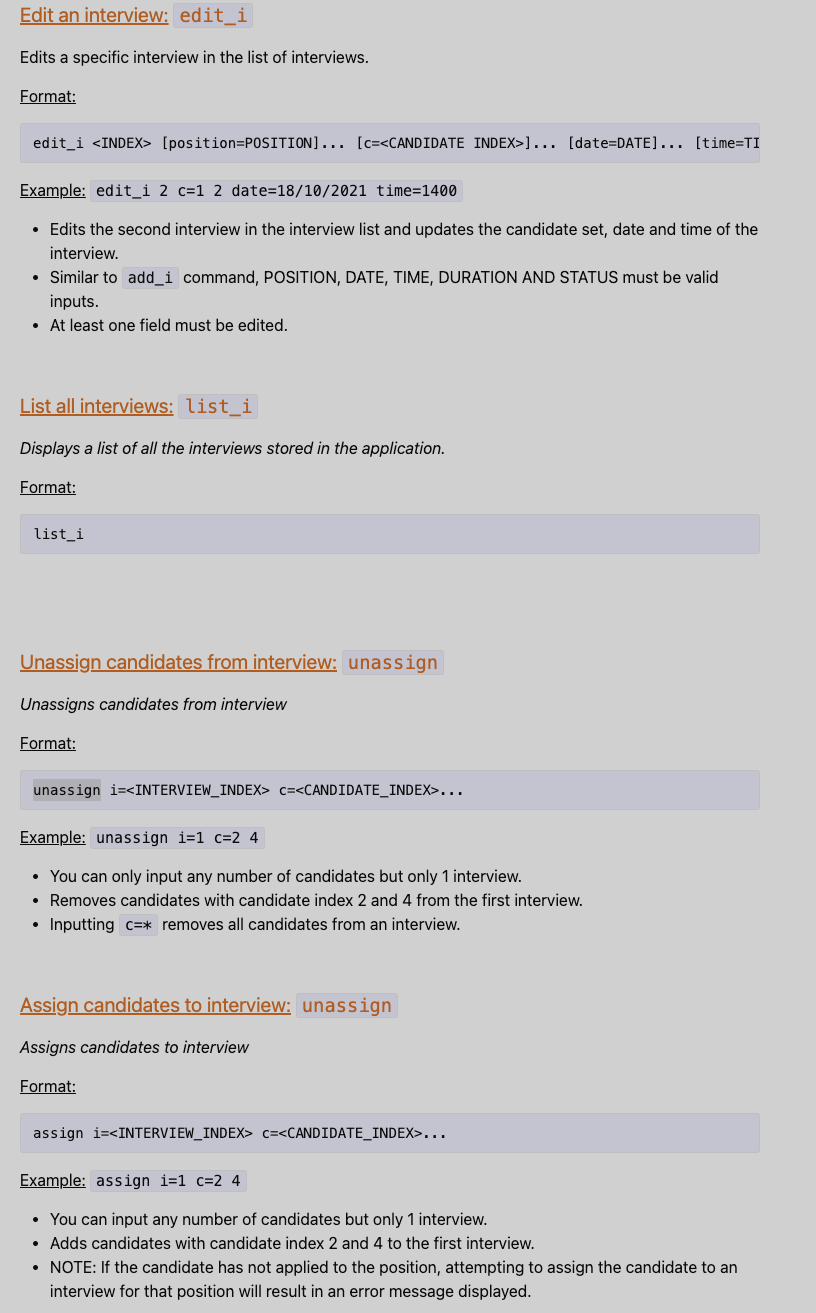 Edit an interview: edit_i
Edits a specific interview in the list of interviews.
Format:
edit_i <INDEX> [position=POSITION]... [c=<CANDIDATE INDEX>]... [date=DATE]... [time=TI
Example: edit_i 2 c=1 2 date=18/10/2021 time=1400
• Edits the second interview in the interview list and updates the candidate set, date and time of the
interview.
• Similar to add_i command, POSITION, DATE, TIME, DURATION AND STATUS must be valid
inputs.
• At least one field must be edited.
List all interviews: list_i
Displays a list of all the interviews stored in the application.
Format:
list_i
Unassign candidates from interview: unassign
Unassigns candidates from interview
Format:
unassign i=<INTERVIEW_INDEX> c=<CANDIDATE_INDEX>...
Example: unassign i=1 c=2 4
• You can only input any number of candidates but only 1 interview.
• Removes candidates with candidate index 2 and 4 from the first interview.
• Inputting c=* removes all candidates from an interview.
Assign candidates to interview: unassign
Assigns candidates to interview
Format:
assign i=<INTERVIEW_INDEX> c=<CANDIDATE_INDEX>...
Example: assign i=1 c=2 4
• You can input any number of candidates but only 1 interview.
• Adds candidates with candidate index 2 and 4 to the first interview.
• NOTE: If the candidate has not applied to the position, attempting to assign the candidate to an
interview for that position will result in an error message displayed.